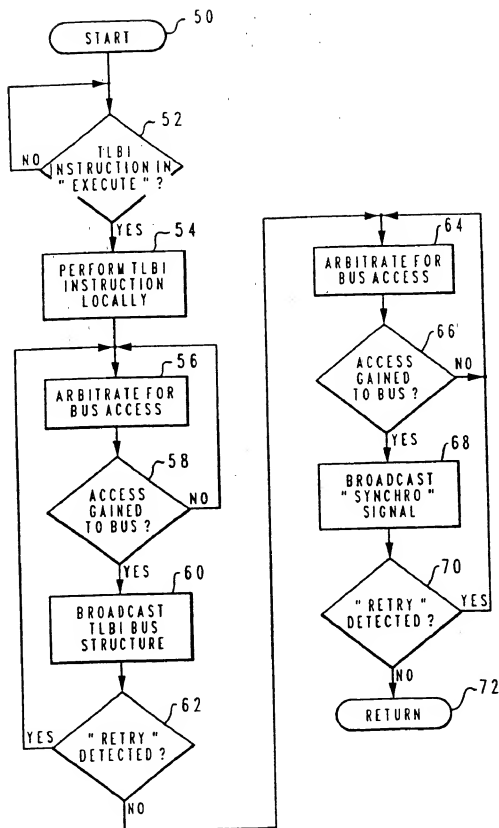 50
START
52
TLBI
INSTRUCTION IN
"EXECUTE" ?
NO
YES
54
PERFORM TLBI
INSTRUCTION
LOCALLY
56
ARBITRATE FOR
BUS ACCESS
58
ACCESS
GAINED
TO BUS ?
NO
YES
60
BROADCAST
TLBI BUS
STRUCTURE
62
"RETRY"
DETECTED ?
YES
NO
64
ARBITRATE FOR
BUS ACCESS
66
ACCESS
GAINED
TO BUS ?
NO
YES
68
BROADCAST
"SYNCHRO"
SIGNAL
70
"RETRY"
DETECTED ?
YES
NO
72
RETURN